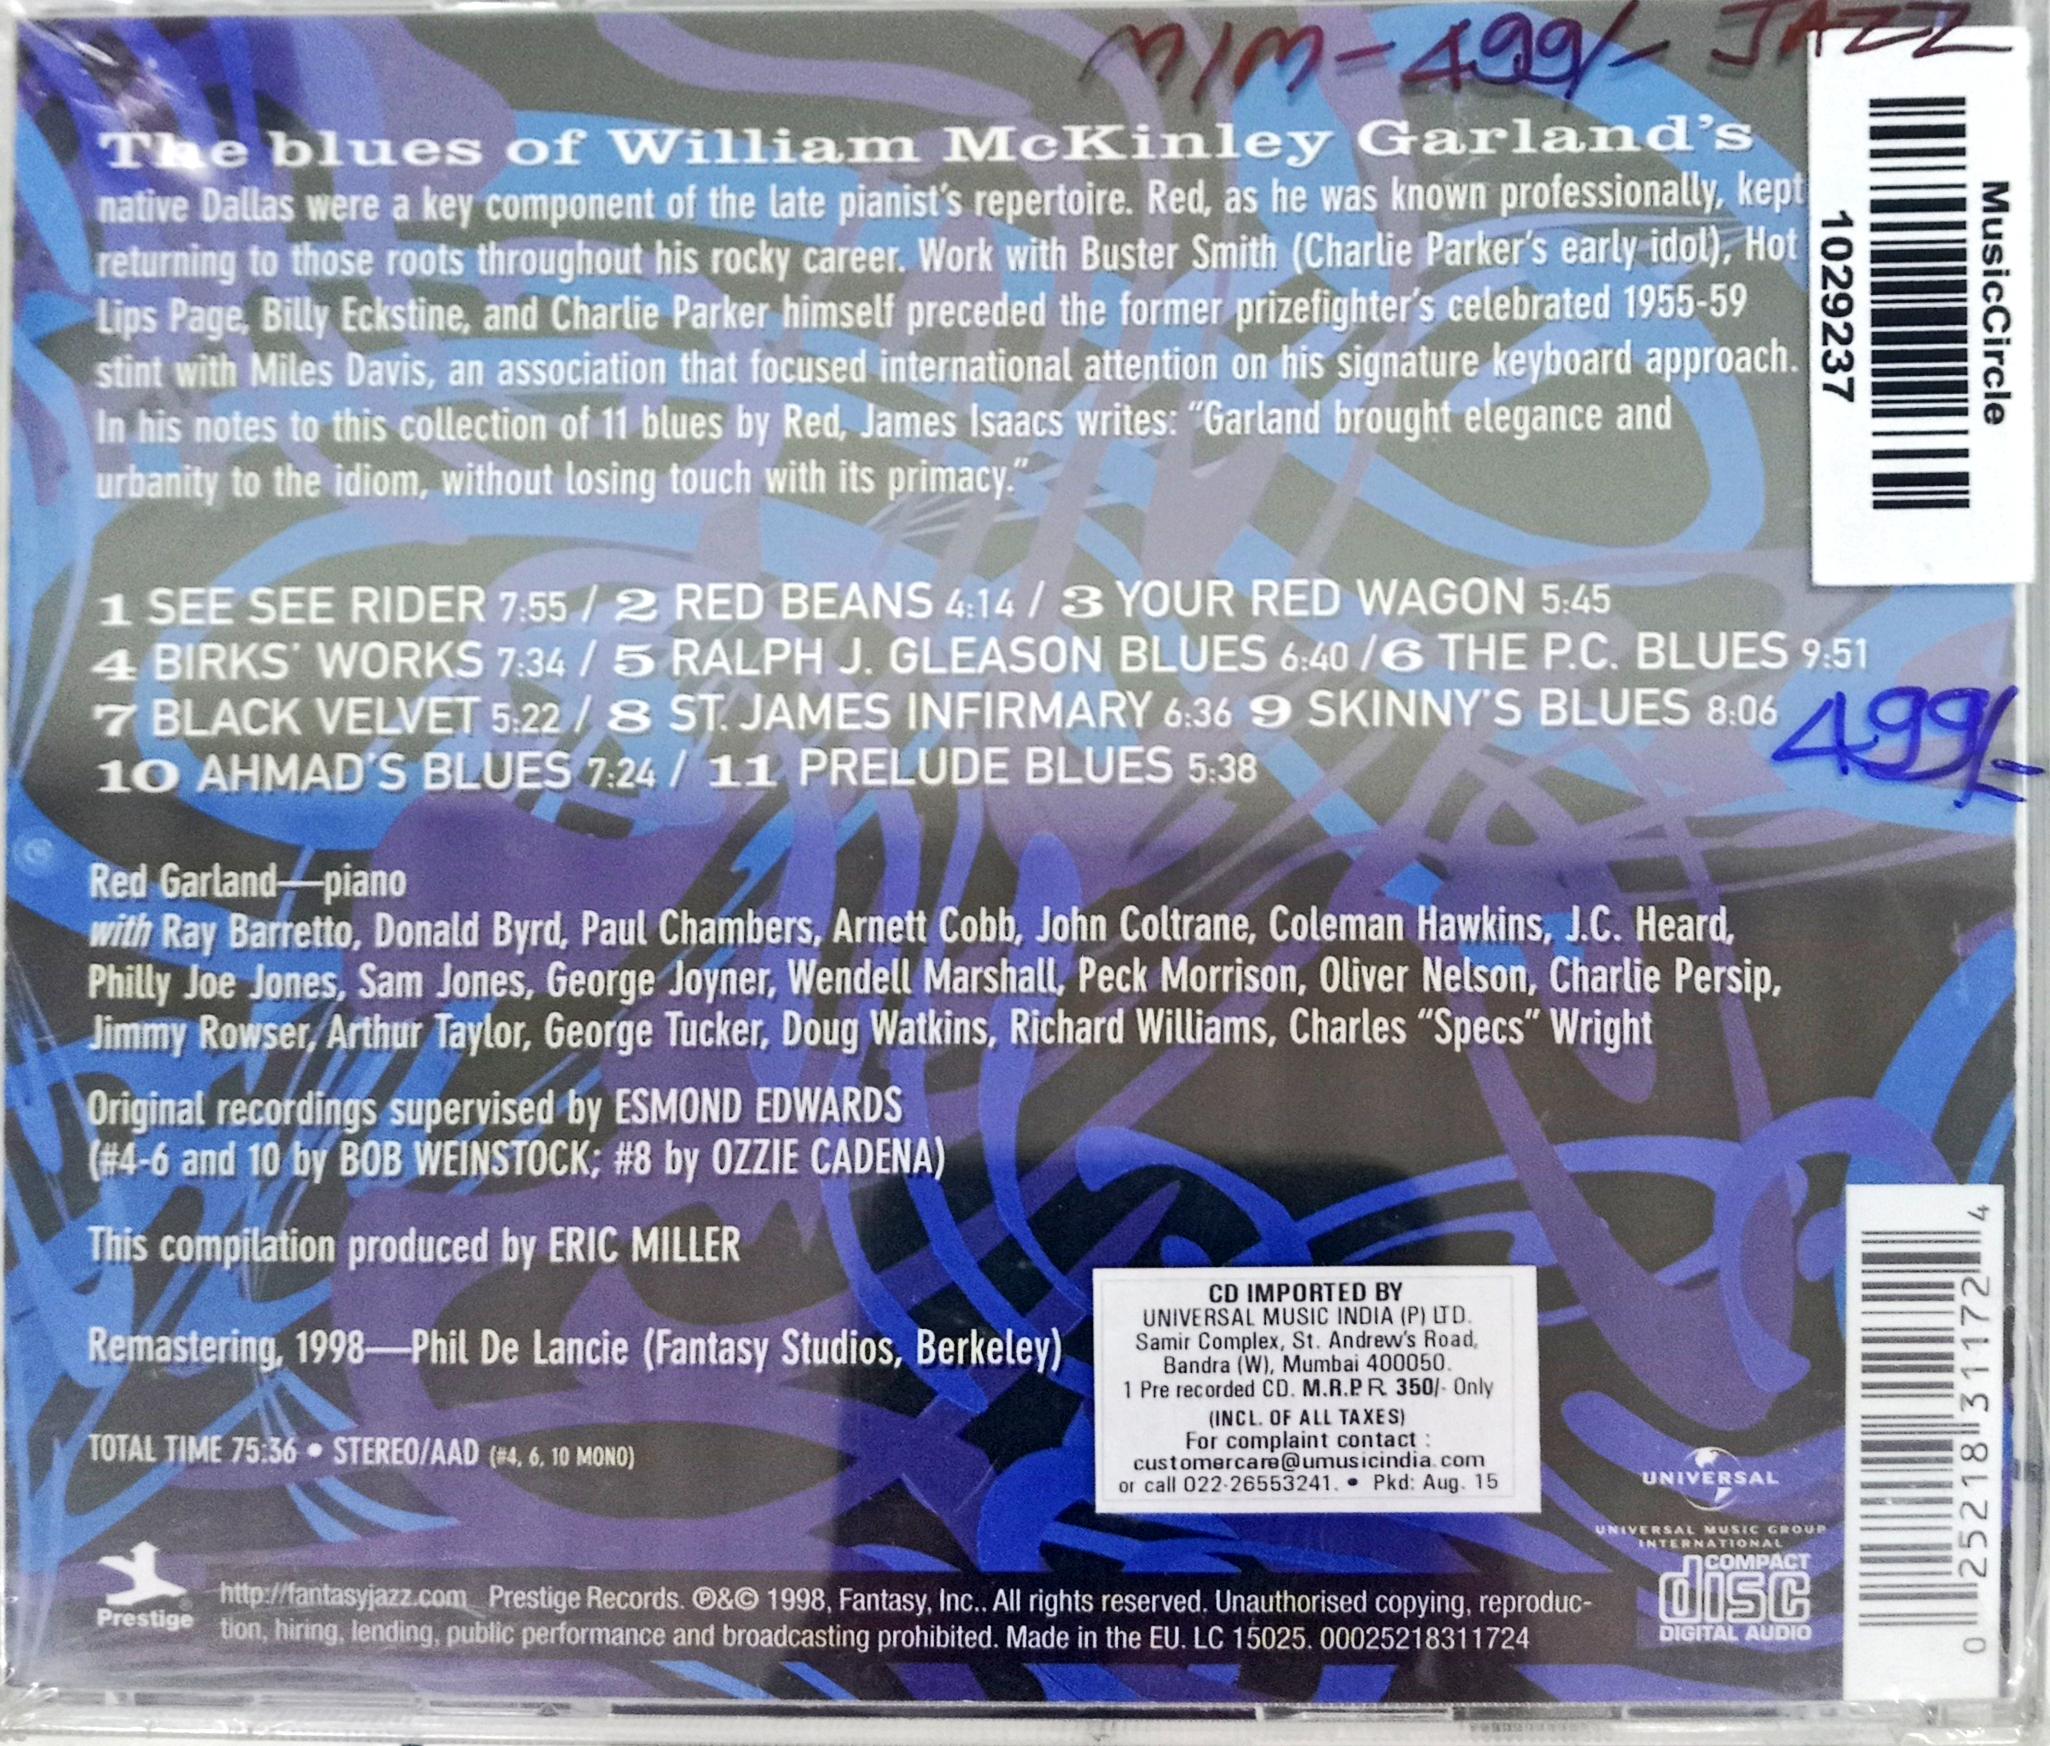 M/M - 499/- JAZZ
The blues of William McKinley Garland's
native Dallas were a key component of the late pianist's repertoire. Red, as he was known professionally, kept
returning to those roots throughout his rocky career. Work with Buster Smith (Charlie Parker's early idol), Hot
Lips Page, Billy Eckstine, and Charlie Parker himself preceded the former prizefighter's celebrated 1955-59
stint with Miles Davis, an association that focused international attention on his signature keyboard approach.
In his notes to this collection of 11 blues by Red, James Isaacs writes: “Garland brought elegance and
urbanity to the idiom, without losing touch with its primacy.”
MusicCircle
1029237
1 SEE SEE RIDER 7:55 / 2 RED BEANS 4:14 / 3 YOUR RED WAGON 5:45
4 BIRKS' WORKS 7:34 / 5 RALPH J. GLEASON BLUES 6:40 / 6 THE P.C. BLUES 9:51
7 BLACK VELVET 5:22 / 8 ST. JAMES INFIRMARY 6:36 9 SKINNY'S BLUES 8:06
10 AHMAD'S BLUES 7:24 / 11 PRELUDE BLUES 5:38
499/-
Red Garland—piano
with Ray Barretto, Donald Byrd, Paul Chambers, Arnett Cobb, John Coltrane, Coleman Hawkins, J.C. Heard,
Philly Joe Jones, Sam Jones, George Joyner, Wendell Marshall, Peck Morrison, Oliver Nelson, Charlie Persip,
Jimmy Rowser, Arthur Taylor, George Tucker, Doug Watkins, Richard Williams, Charles “Specs” Wright
Original recordings supervised by ESMOND EDWARDS
(#4-6 and 10 by BOB WEINSTOCK; #8 by OZZIE CADENA)
This compilation produced by ERIC MILLER
Remastering, 1998—Phil De Lancie (Fantasy Studios, Berkeley)
TOTAL TIME 75:36 • STEREO/AAD (#4, 6, 10 MONO)
CD IMPORTED BY
UNIVERSAL MUSIC INDIA (P) LTD.
Samir Complex, St. Andrew's Road,
Bandra (W), Mumbai 400050.
1 Pre recorded CD. M.R.P. R 350/- Only
(INCL. OF ALL TAXES)
For complaint contact :
customercare@umusicindia.com
or call 022-26553241. • Pkd: Aug. 15
UNIVERSAL
UNIVERSAL MUSIC GROUP
INTERNATIONAL
COMPACT
disc
DIGITAL AUDIO
0 25218 31172 4
Prestige
http://fantasyjazz.com Prestige Records. ℗&© 1998, Fantasy, Inc.. All rights reserved. Unauthorised copying, reproduc-
tion, hiring, lending, public performance and broadcasting prohibited. Made in the EU. LC 15025. 00025218311724